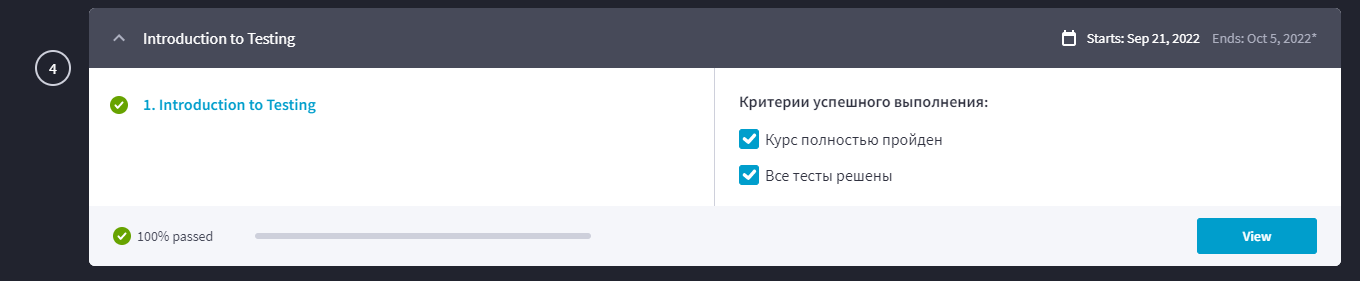 4
Introduction to Testing
Starts: Sep 21, 2022 Ends: Oct 5, 2022*
1. Introduction to Testing
Критерии успешного выполнения:
Курс полностью пройден
Все тесты решены
100% passed
View